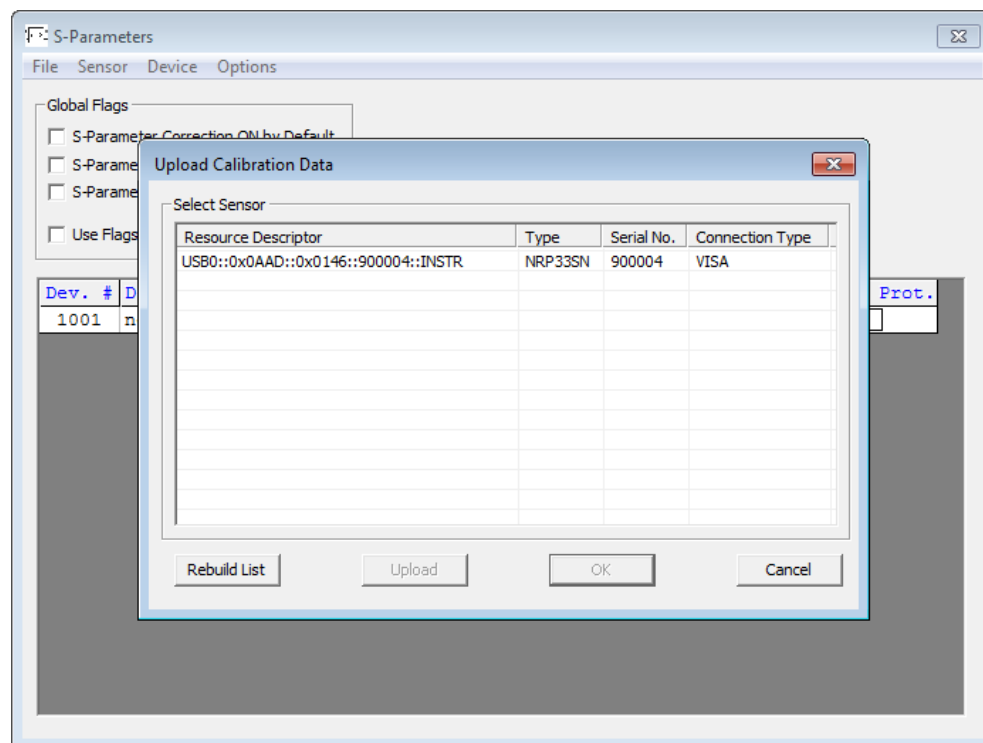 S-Parameters
File Sensor Device Options
Global Flags
S-Parameter Correction ON by Default
S-Parame
S-Parame
Use Flags
Upload Calibration Data
Select Sensor
Resource Descriptor Type Serial No. Connection Type
USB0::0x0AAD::0x0146::900004::INSTR NRP33SN 900004 VISA
Dev. # D Prot.
1001 n
Rebuild List Upload OK Cancel